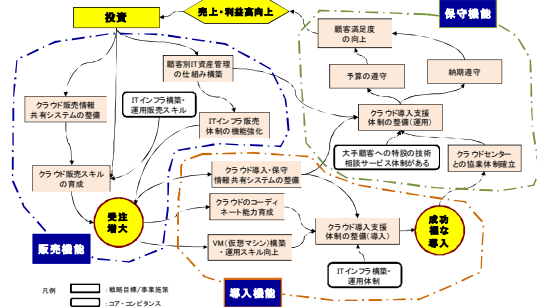 投資
売上・利益高向上
保守機能
顧客満足度
の向上
顧客別IT資産管理
の仕組み構築
予算の遵守
納期遵守
クラウド販売情報
共有システムの整備
ITインフラ構築・
運用販売スキル
ITインフラ販売
体制の機能強化
クラウド導入支援
体制の整備(運用)
大手顧客への特設の技術
相談サービス体制がある
クラウドセンター
との協業体制確立
クラウド販売スキル
の育成
クラウド導入・保守
情報共有システムの整備
受注
増大
クラウドのコーディ
ネート能力育成
クラウド導入支援
体制の整備(導入)
成功
裡な
導入
販売機能
VM(仮想マシン)構築
・運用スキル向上
ITインフラ構築・
運用体制
導入機能
凡例
:戦略目標/事業施策
:コア・コンピタンス